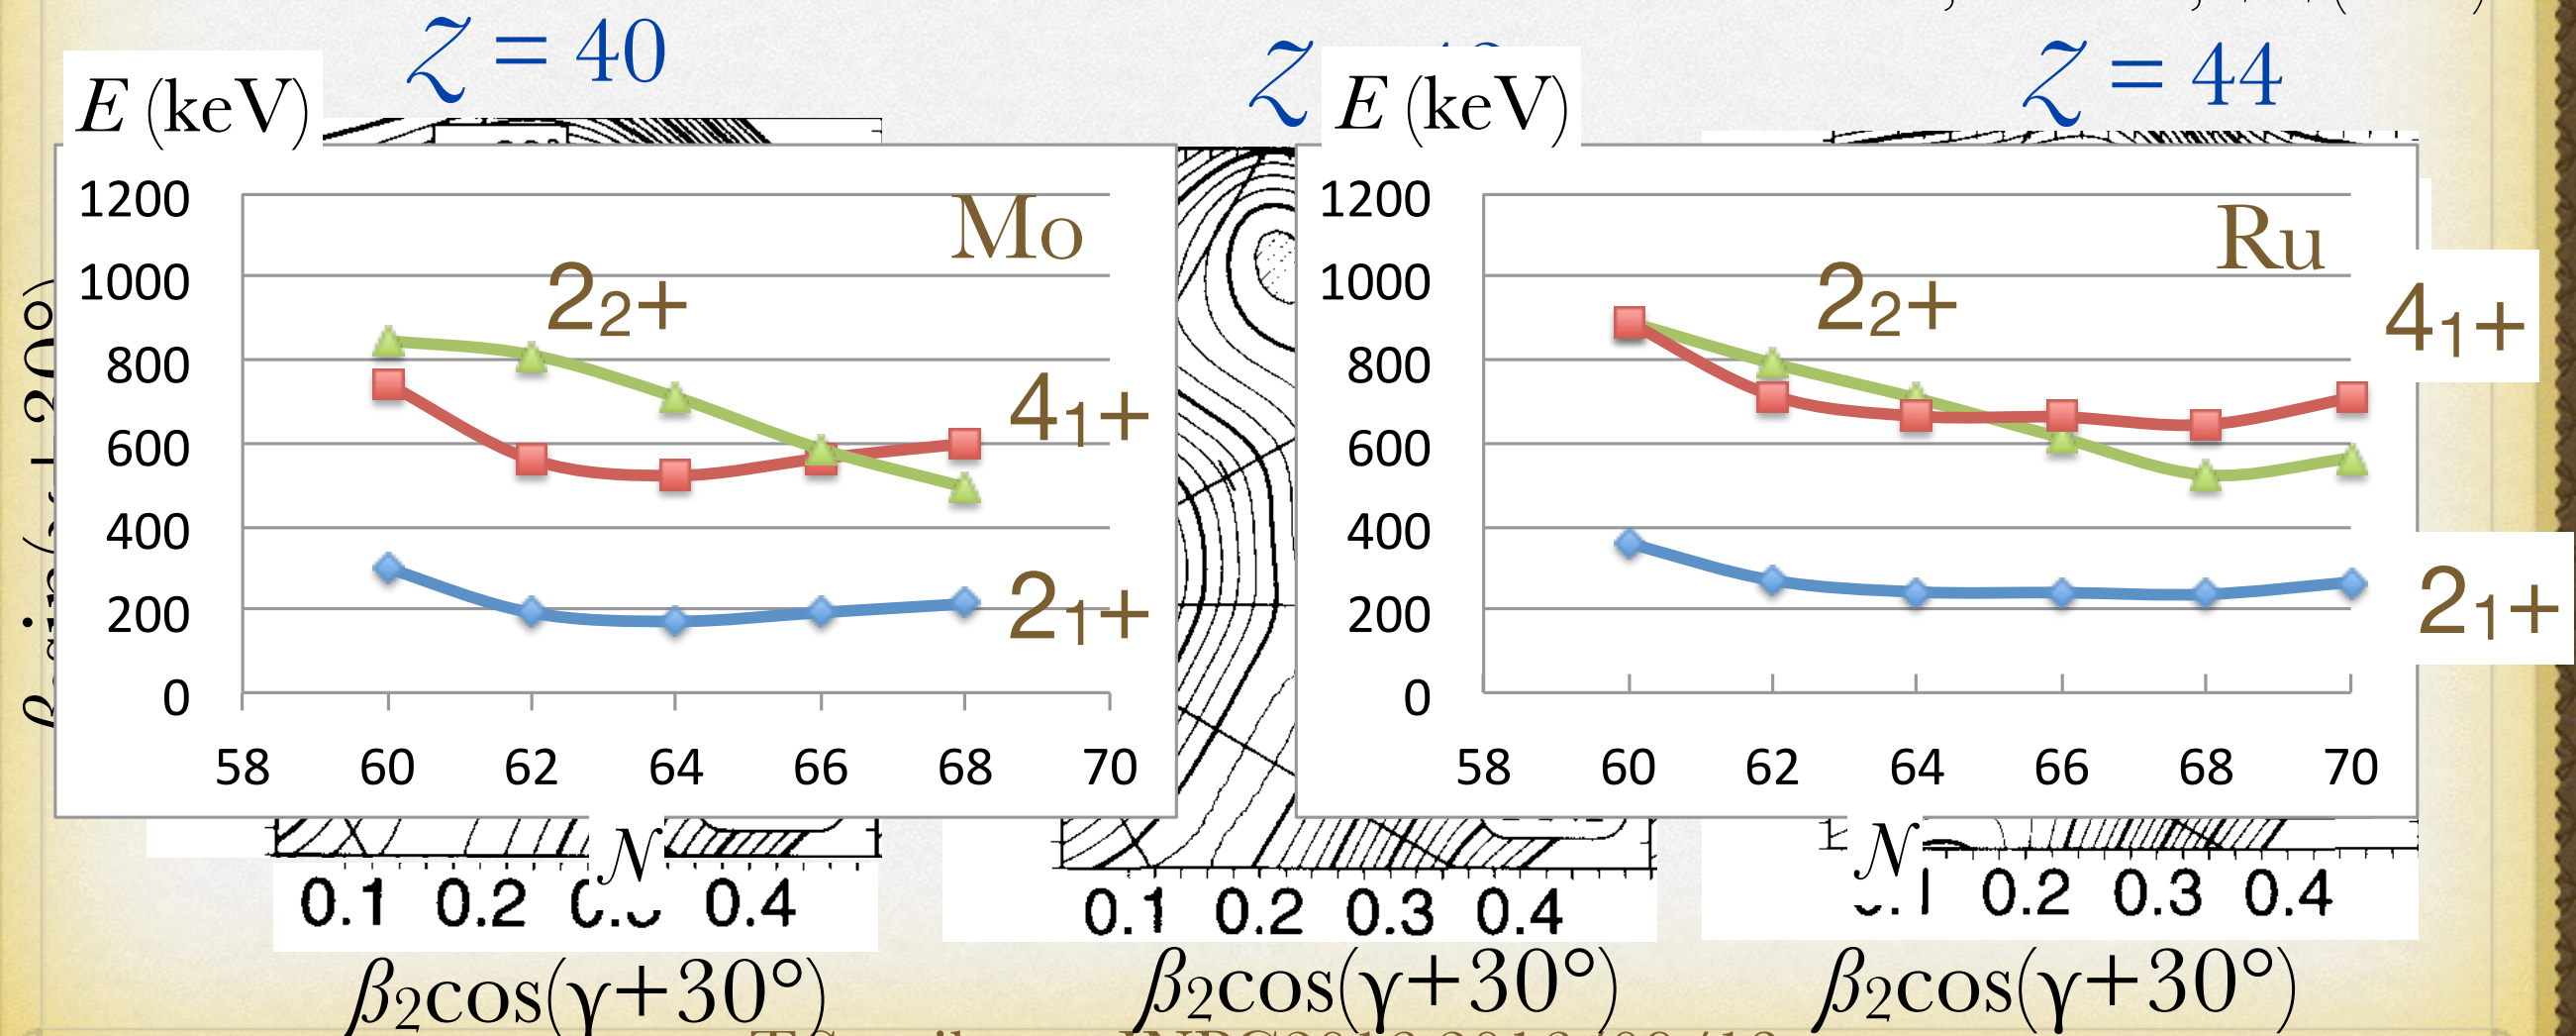 Z = 40
Z
Z = 44
E (keV)
E (keV)
1200
1000
800
600
400
200
0
58 60 62 64 66 68 70
Mo
2₂+
4₁+
2₁+
N
1200
1000
800
600
400
200
0
58 60 62 64 66 68 70
Ru
2₂+
4₁+
2₁+
N
0.1 0.2 0.4
0.1 0.2 0.3 0.4
0.2 0.3 0.4
β₂cos(γ+30°)
β₂cos(γ+30°)
β₂cos(γ+30°)